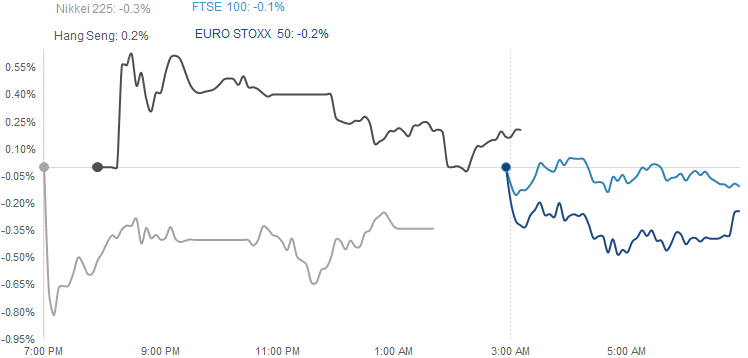 Nikkei 225: -0.3%
FTSE 100: -0.1%
Hang Seng: 0.2%
EURO STOXX 50: -0.2%
0.55%
0.40%
0.25%
0.10%
-0.05%
-0.20%
-0.35%
-0.50%
-0.65%
-0.80%
-0.95%
7:00 PM
9:00 PM
11:00 PM
1:00 AM
3:00 AM
5:00 AM